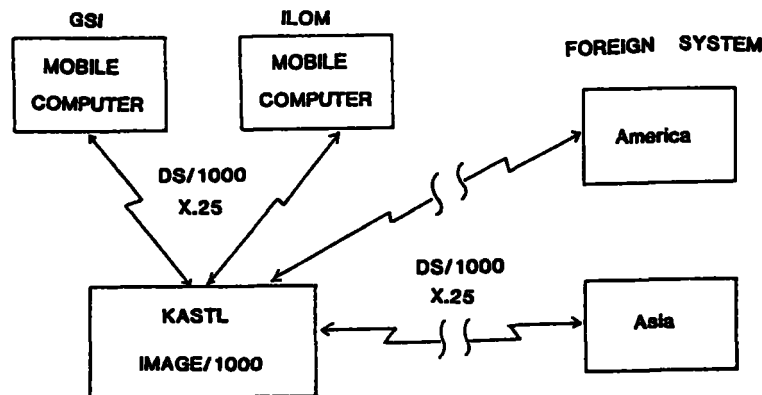 GSI
ILOM
FOREIGN SYSTEM
MOBILE
COMPUTER
MOBILE
COMPUTER
America
DS/1000
X.25
DS/1000
X.25
KASTL
IMAGE/1000
Asia